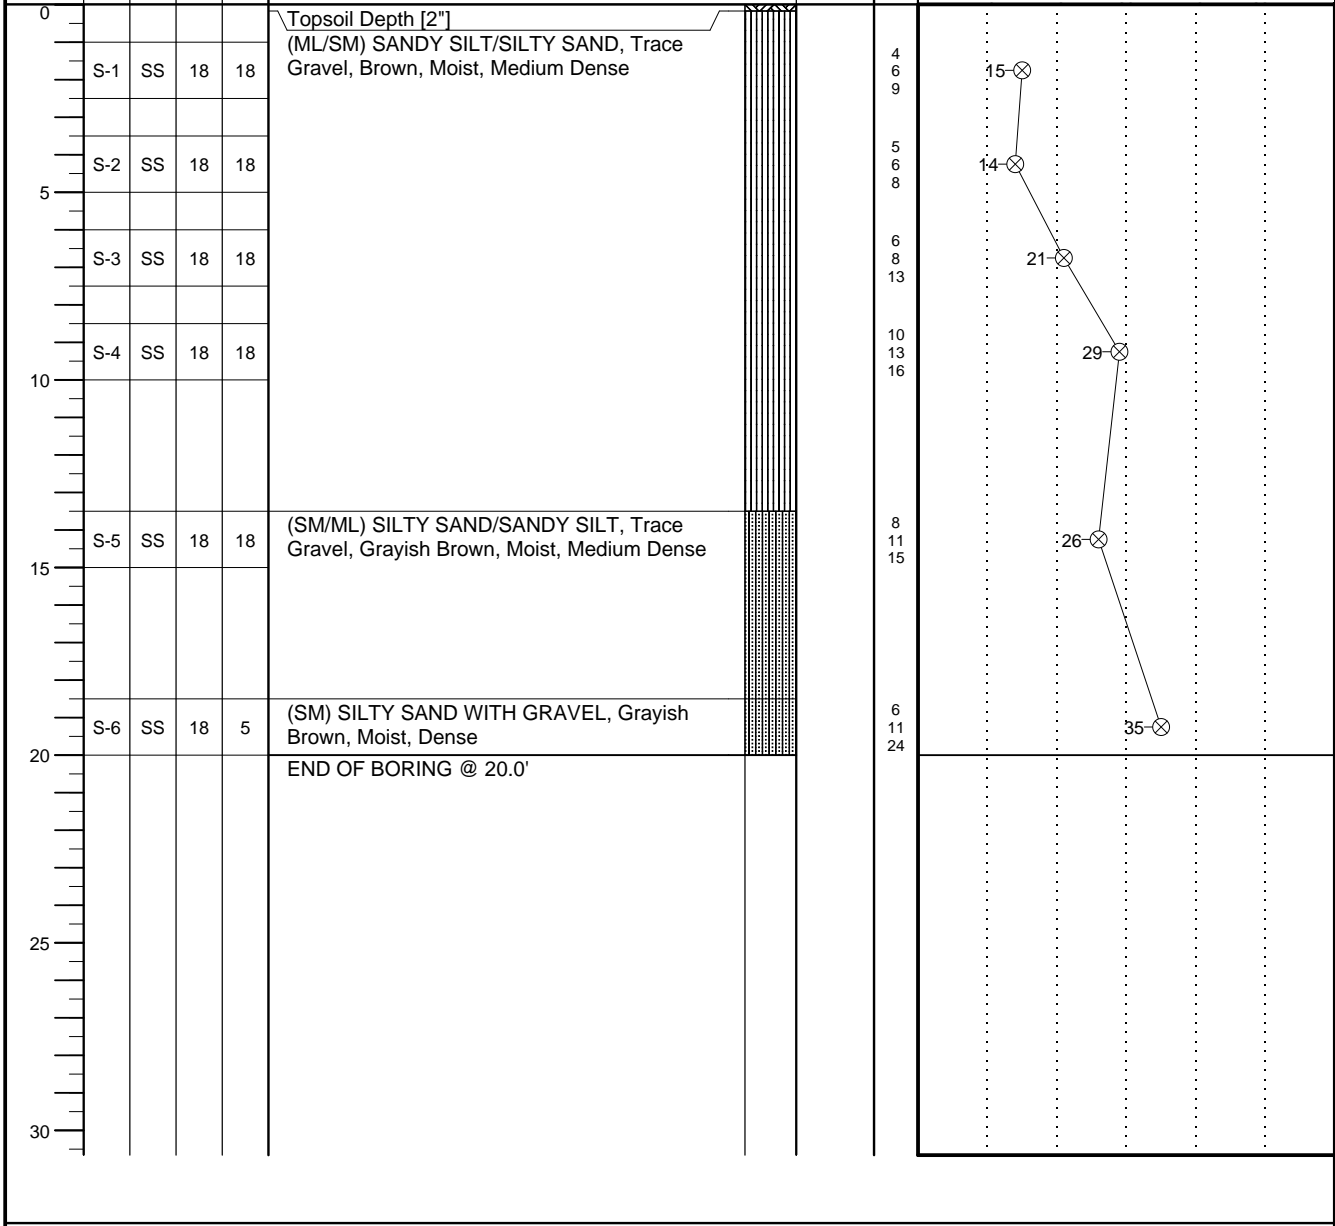 0
Topsoil Depth [2"]
(ML/SM) SANDY SILT/SILTY SAND, Trace
Gravel, Brown, Moist, Medium Dense
S-1 SS 18 18
4
6
9
15
S-2 SS 18 18
5
6
8
14
5
S-3 SS 18 18
6
8
13
21
S-4 SS 18 18
10
13
16
29
10
(SM/ML) SILTY SAND/SANDY SILT, Trace
Gravel, Grayish Brown, Moist, Medium Dense
S-5 SS 18 18
8
11
15
26
15
(SM) SILTY SAND WITH GRAVEL, Grayish
Brown, Moist, Dense
S-6 SS 18 5
6
11
24
35
20
END OF BORING @ 20.0'
25
30